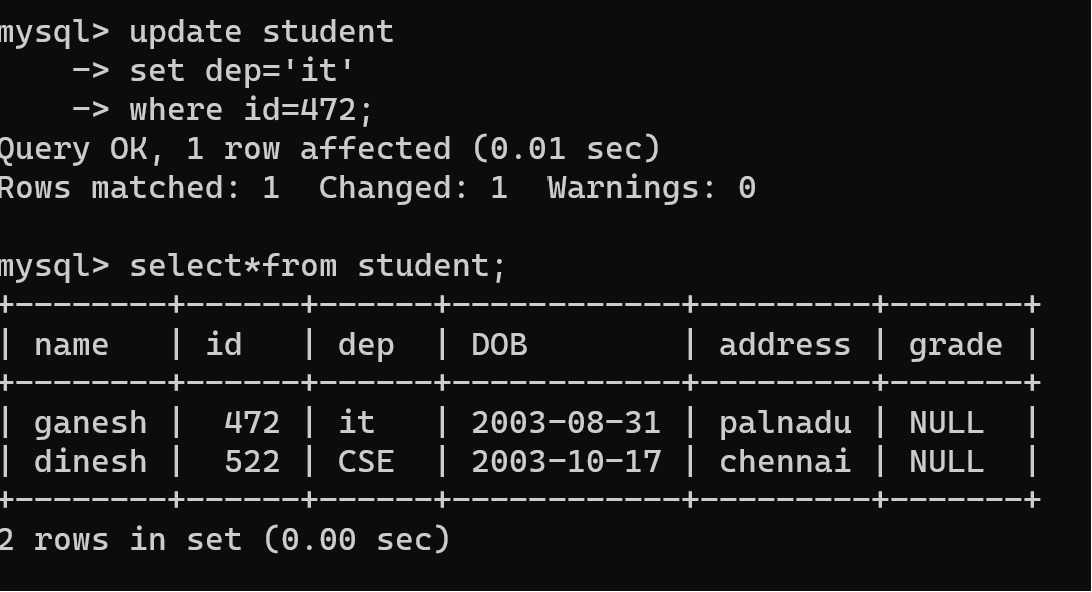 mysql> update student
    -> set dep='it'
    -> where id=472;
Query OK, 1 row affected (0.01 sec)
Rows matched: 1  Changed: 1  Warnings: 0

mysql> select*from student;
+---------+------+------+------------+---------+-------+
| name    | id   | dep  | DOB        | address | grade |
+---------+------+------+------------+---------+-------+
| ganesh |  472 | it   | 2003-08-31 | palnadu | NULL  |
| dinesh |  522 | CSE  | 2003-10-17 | chennai | NULL  |
+---------+------+------+------------+---------+-------+
2 rows in set (0.00 sec)